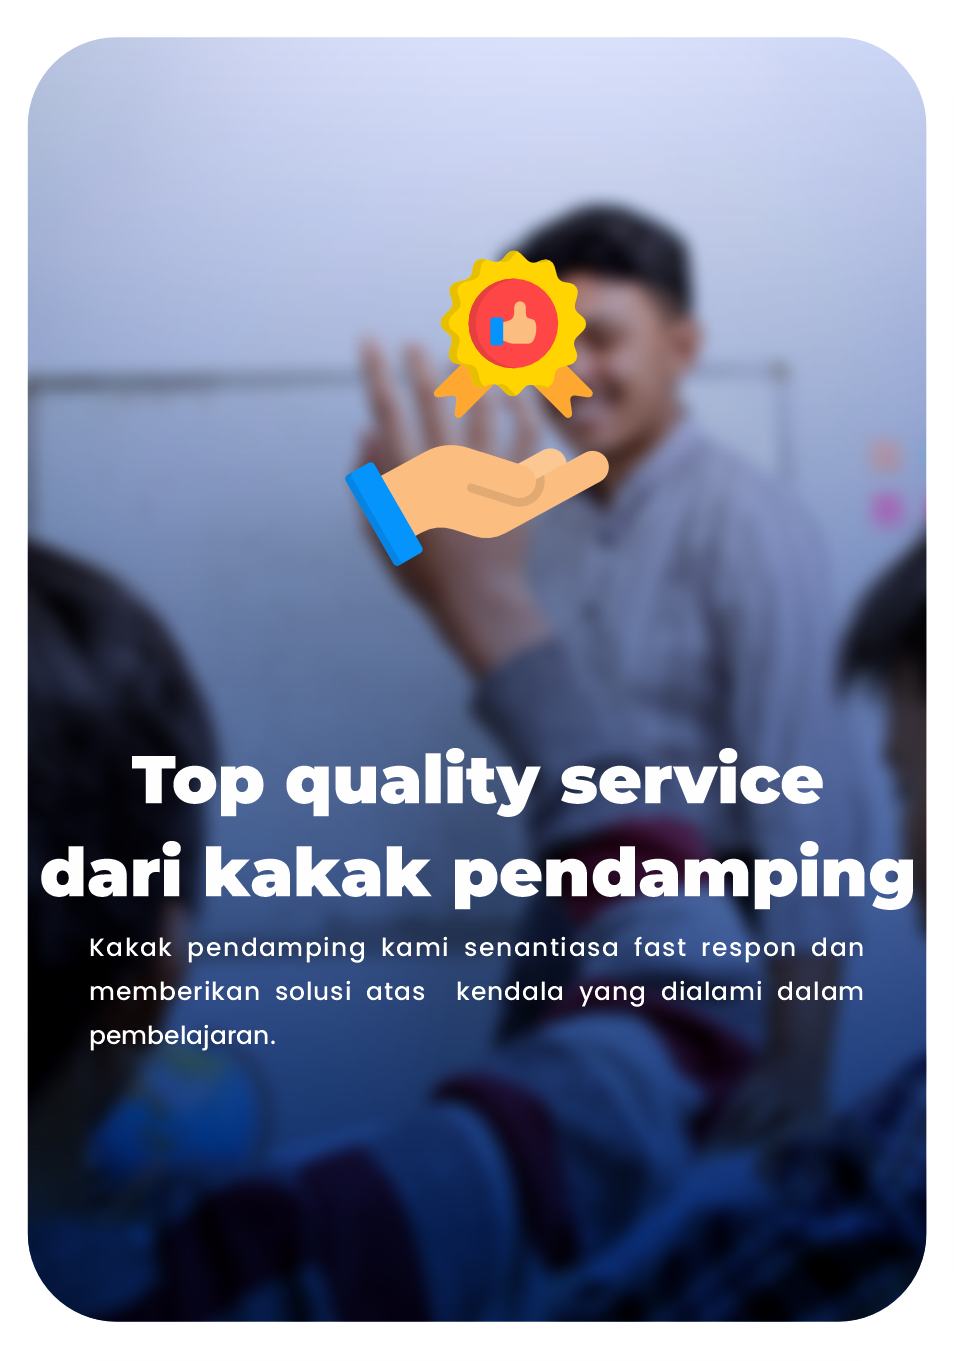 Top quality service
dari kakak pendamping
Kakak pendamping kami senantiasa fast respon dan
memberikan solusi atas kendala yang dialami dalam
pembelajaran.